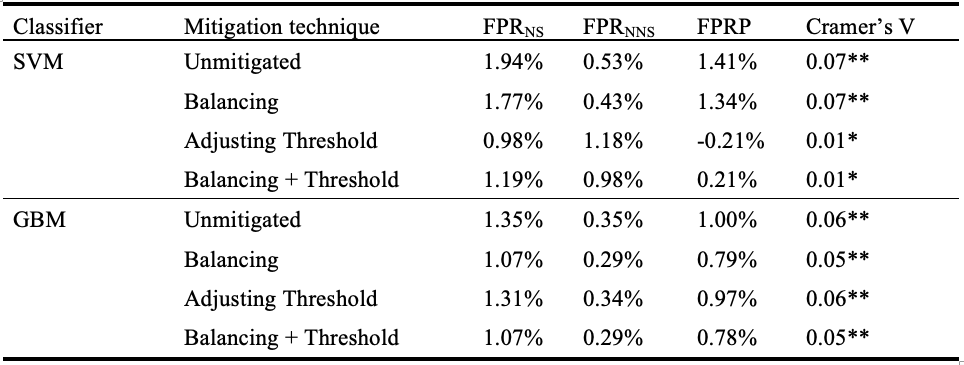 Classifier Mitigation technique FPR_NS FPR_NNS FPRP Cramer’s V
SVM Unmitigated 1.94% 0.53% 1.41% 0.07**
Balancing 1.77% 0.43% 1.34% 0.07**
Adjusting Threshold 0.98% 1.18% -0.21% 0.01*
Balancing + Threshold 1.19% 0.98% 0.21% 0.01*
GBM Unmitigated 1.35% 0.35% 1.00% 0.06**
Balancing 1.07% 0.29% 0.79% 0.05**
Adjusting Threshold 1.31% 0.34% 0.97% 0.06**
Balancing + Threshold 1.07% 0.29% 0.78% 0.05**